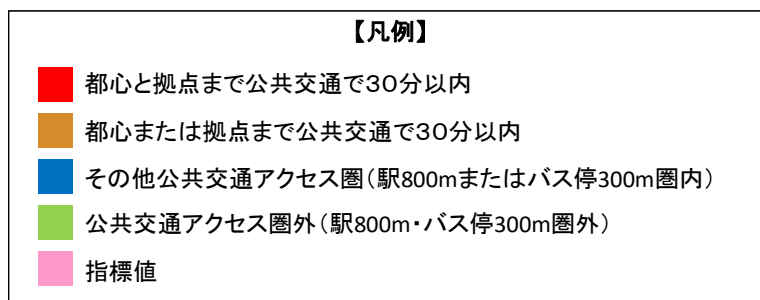 【凡例】
都心と拠点まで公共交通で30分以内
都心または拠点まで公共交通で30分以内
その他公共交通アクセス圏(駅800mまたはバス停300m圏内)
公共交通アクセス圏外(駅800m・バス停300m圏外)
指標値